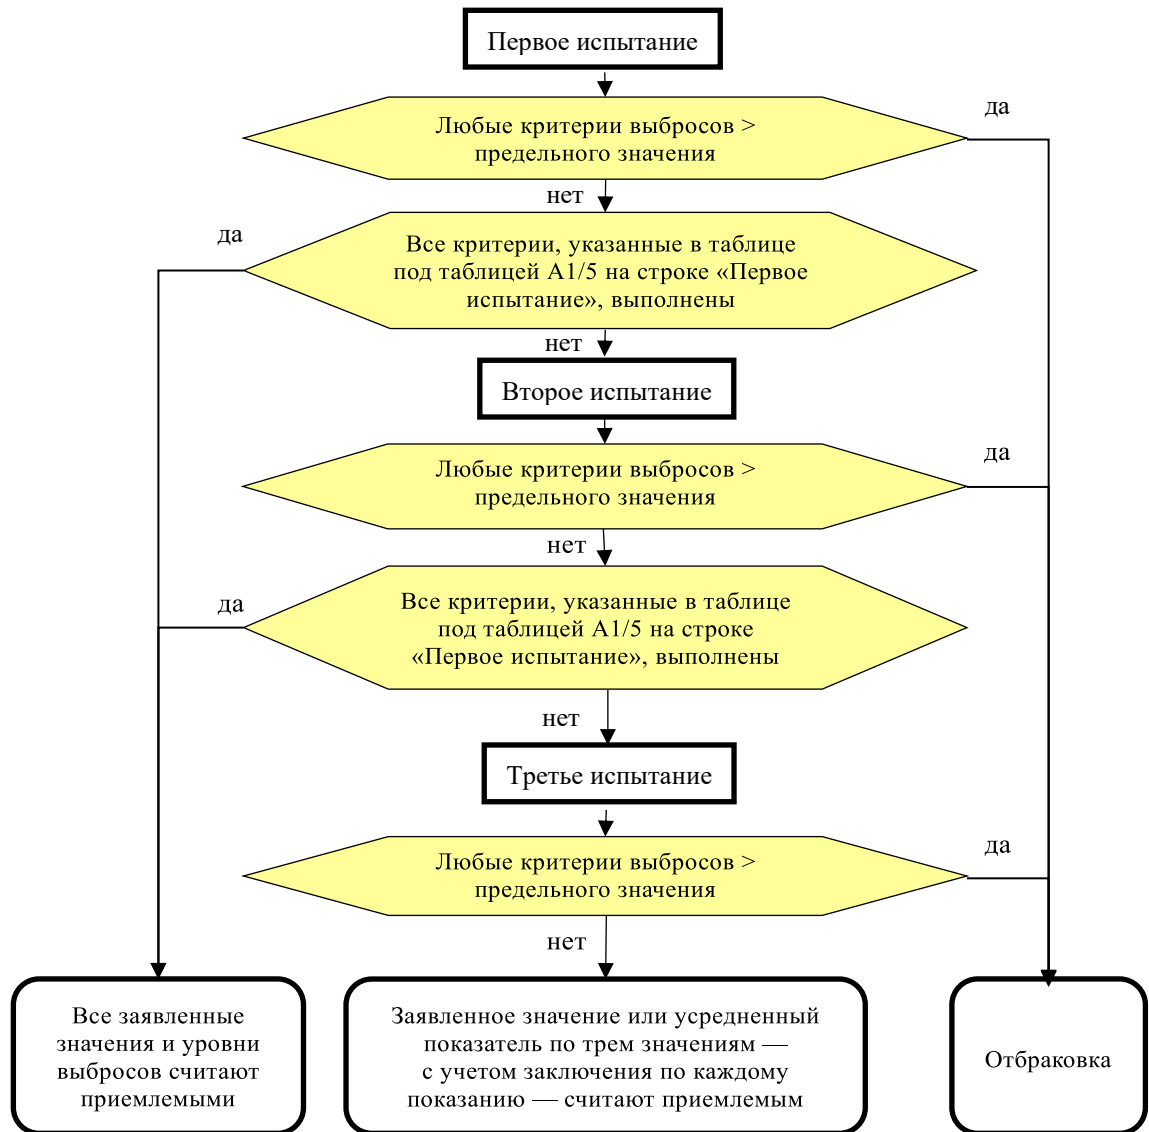 Первое испытание
да
Любые критерии выбросов >
предельного значения
нет
да
Все критерии, указанные в таблице
под таблицей A1/5 на строке «Первое
испытание», выполнены
нет
Второе испытание
да
Любые критерии выбросов >
предельного значения
нет
да
Все критерии, указанные в таблице
под таблицей A1/5 на строке
«Первое испытание», выполнены
нет
Третье испытание
да
Любые критерии выбросов >
предельного значения
нет
Все заявленные
значения и уровни
выбросов считают
приемлемыми
Заявленное значение или усредненный
показатель по трем значениям —
с учетом заключения по каждому
показанию — считают приемлемым
Отбраковка